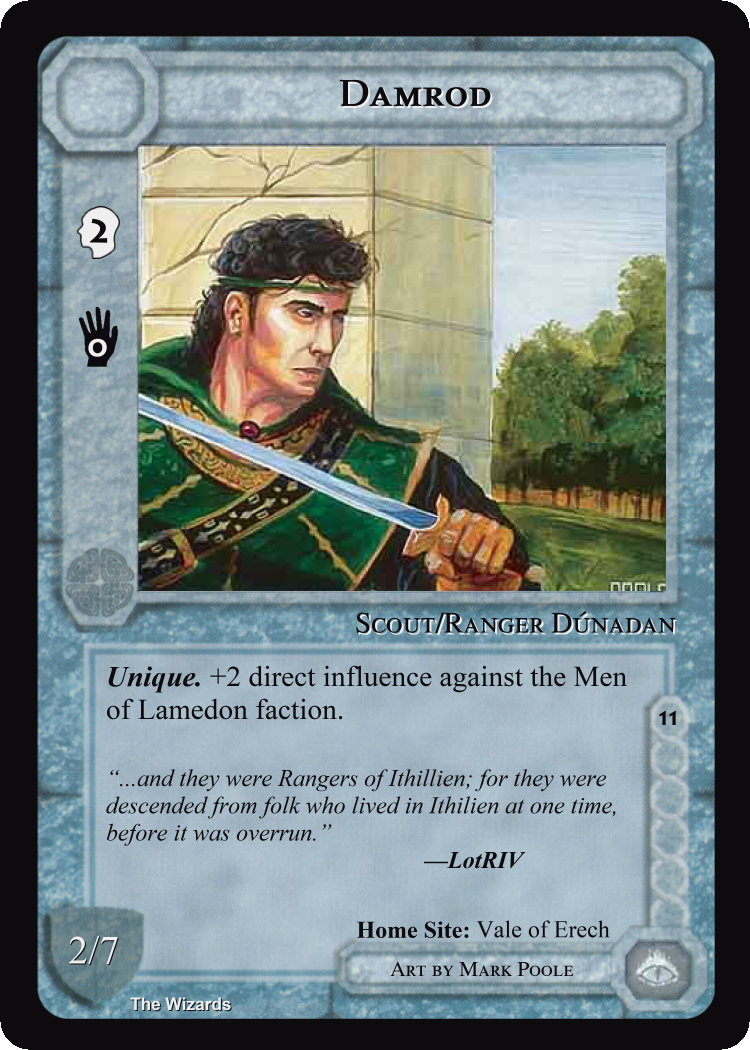 Damrod
2
0
POOLE
Scout/Ranger Dúnadan
Unique. +2 direct influence against the Men
of Lamedon faction.
11
“...and they were Rangers of Ithillien; for they were
descended from folk who lived in Ithilien at one time,
before it was overrun.”
—LotRIV
Home Site: Vale of Erech
2/7
Art by Mark Poole
The Wizards